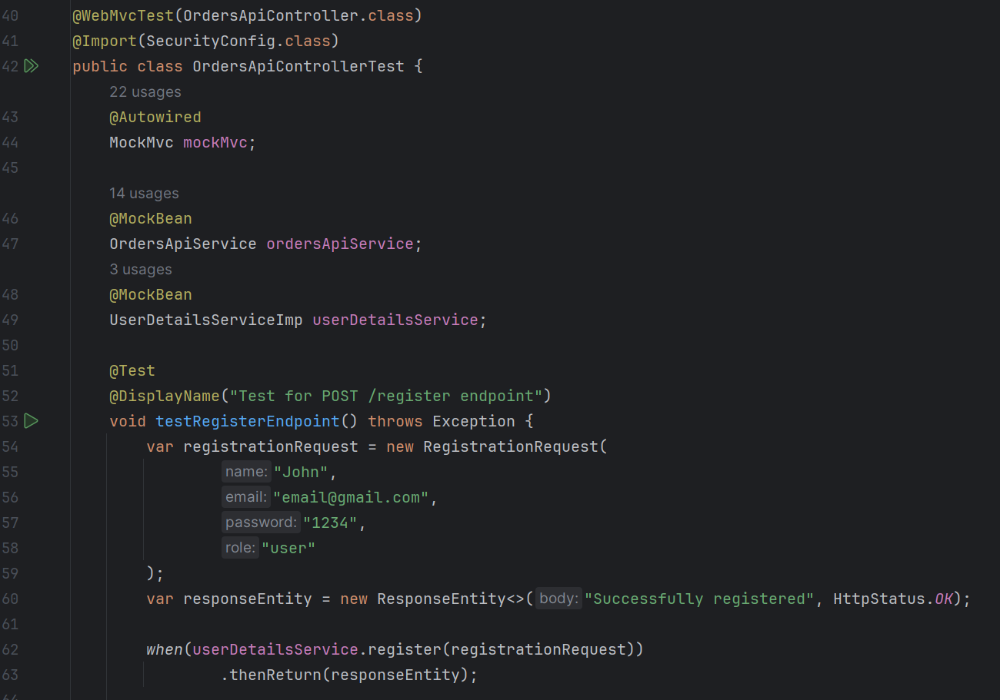 40 @WebMvcTest(OrdersApiController.class)
41 @Import(SecurityConfig.class)
42 public class OrdersApiControllerTest {
22 usages
43 @Autowired
44 MockMvc mockMvc;
45
14 usages
46 @MockBean
47 OrdersApiService ordersApiService;
3 usages
48 @MockBean
49 UserDetailsServiceImp userDetailsService;
50
51 @Test
52 @DisplayName("Test for POST /register endpoint")
53 void testRegisterEndpoint() throws Exception {
54 var registrationRequest = new RegistrationRequest(
55 name: "John",
56 email: "email@gmail.com",
57 password: "1234",
58 role: "user"
59 );
60 var responseEntity = new ResponseEntity<>( body: "Successfully registered", HttpStatus.OK);
61
62 when(userDetailsService.register(registrationRequest))
63 .thenReturn(responseEntity);